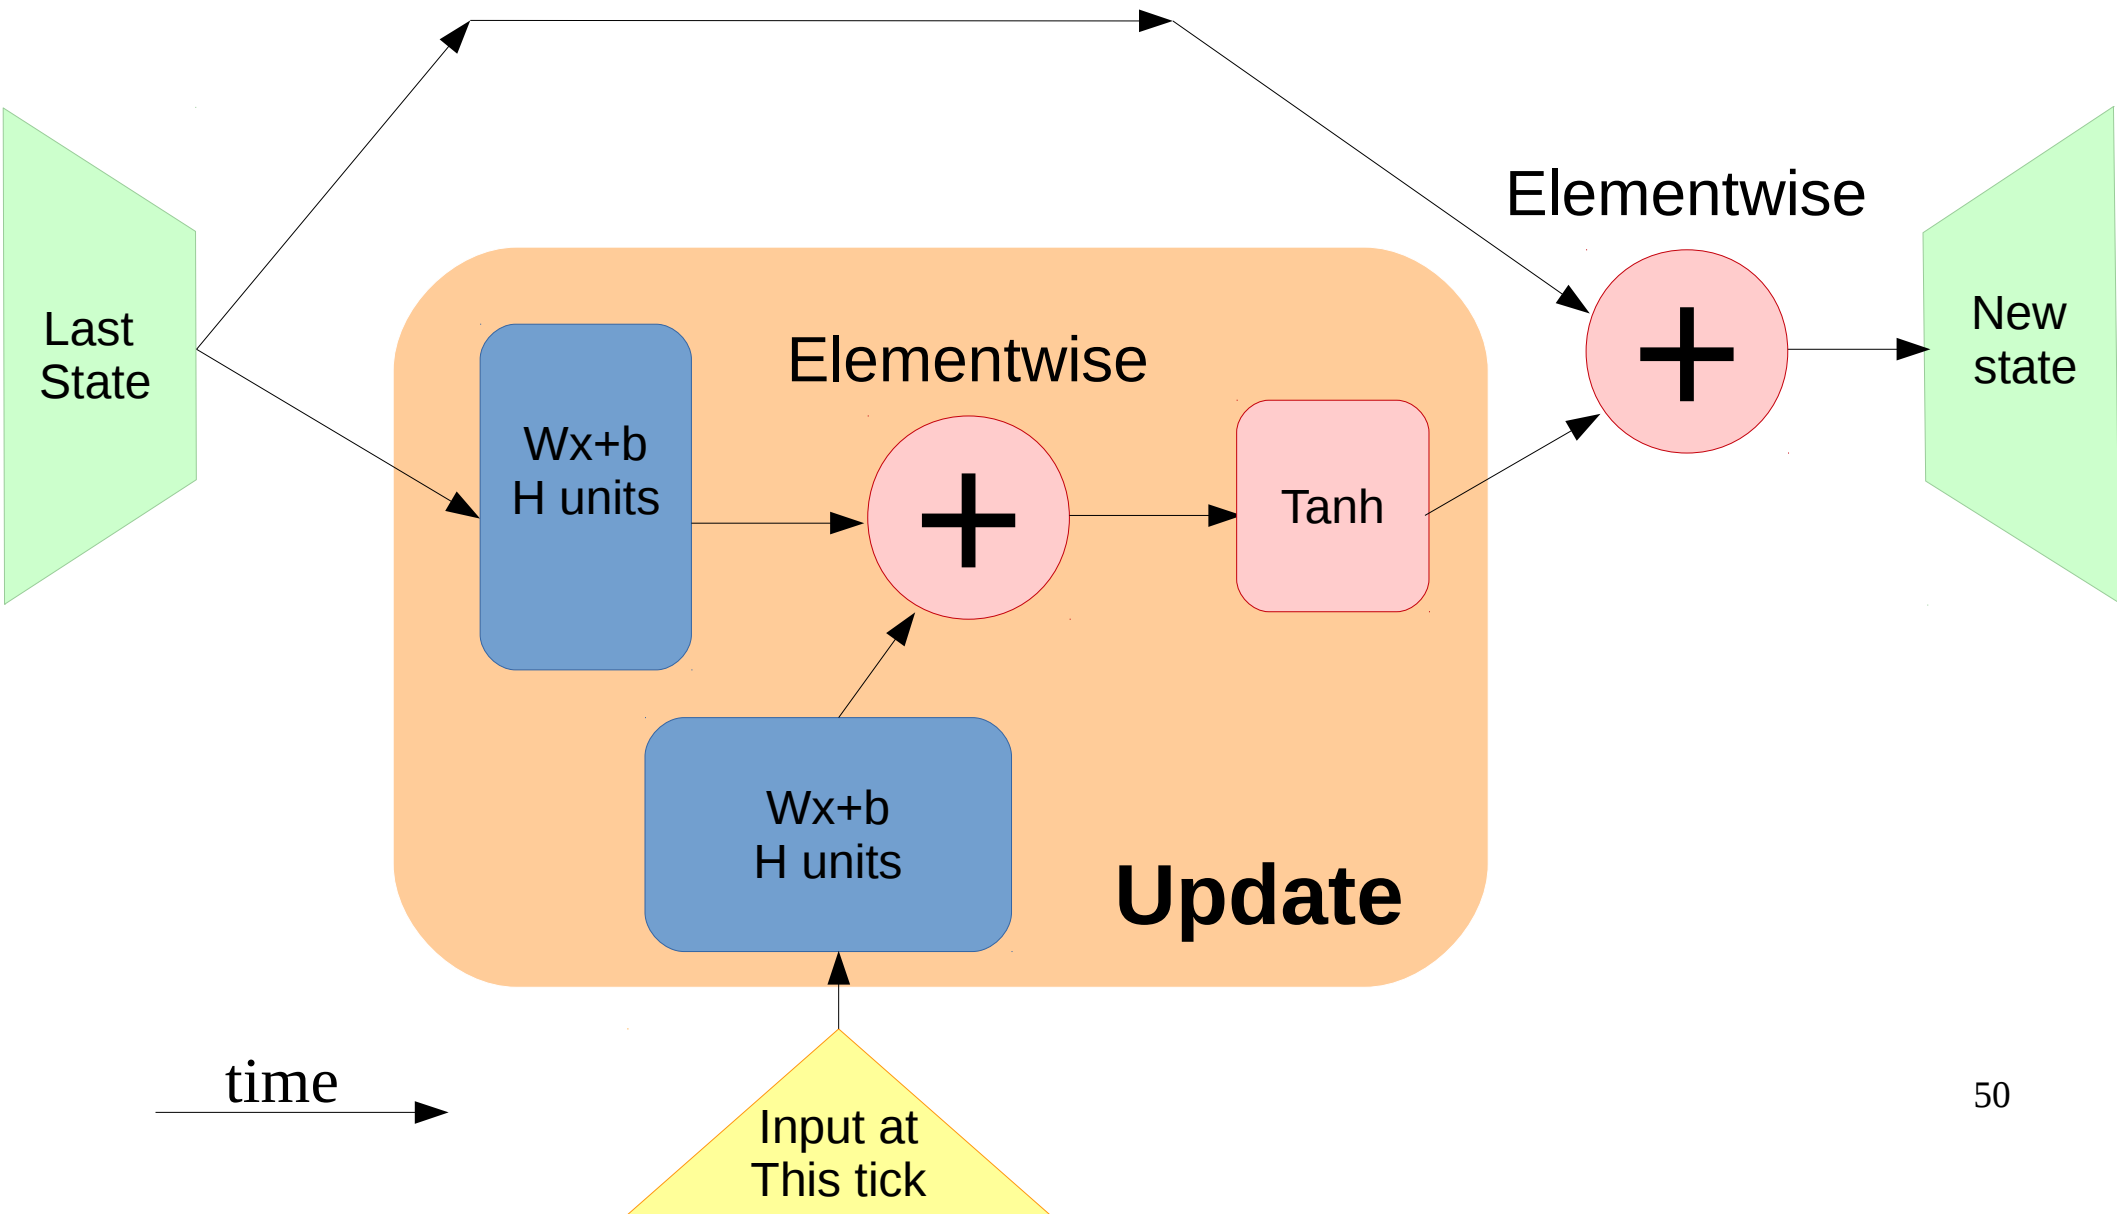 Elementwise
Last
State
New
state
Elementwise
Wx+b
H units
Tanh
Wx+b
H units
Update
time
Input at
This tick
50